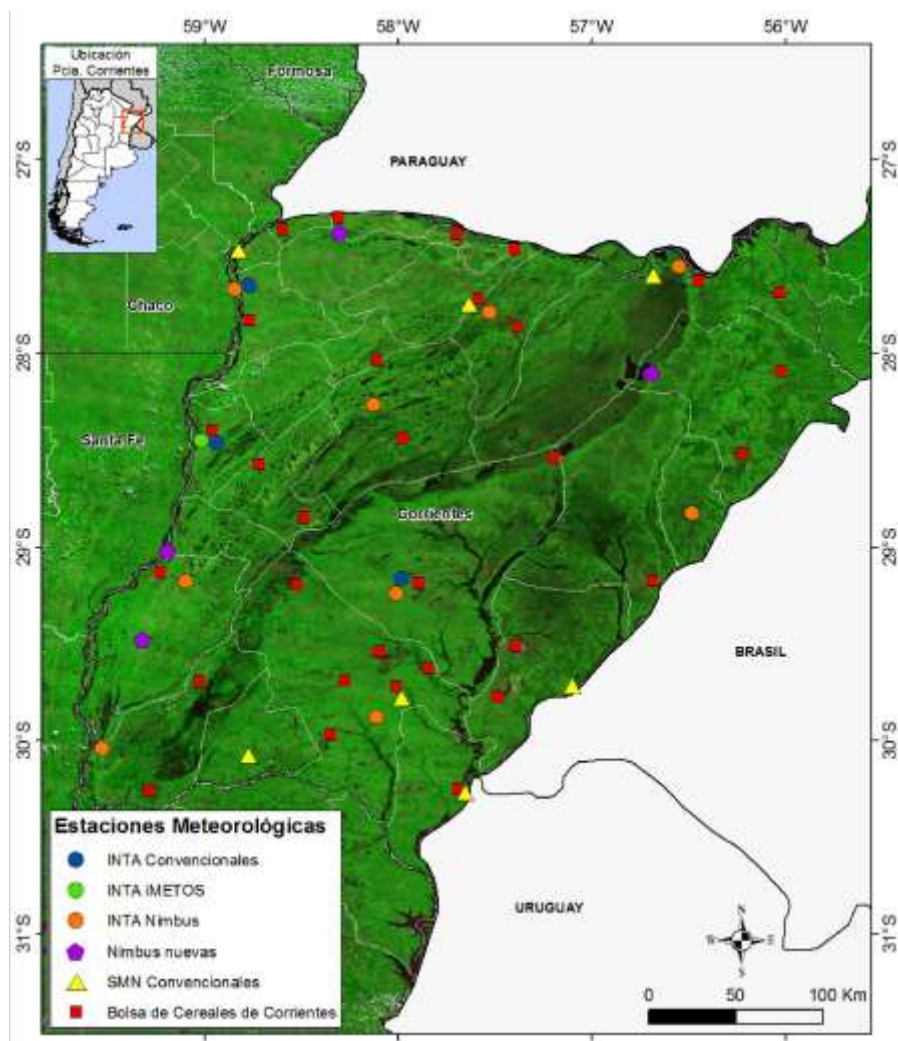 59°W 58°W 57°W 56°W
Ubicación
Pcia. Corrientes
Formosa
27°S 27°S
PARAGUAY
Chaco
28°S 28°S
Santa Fe
Corrientes
29°S 29°S
BRASIL
30°S 30°S
Estaciones Meteorológicas
INTA Convencionales
INTA iMETOS
INTA Nimbus
Nimbus nuevas
SMN Convencionales
Bolsa de Cereales de Corrientes
URUGUAY
31°S 31°S
N
W E
S
0 50 100 Km